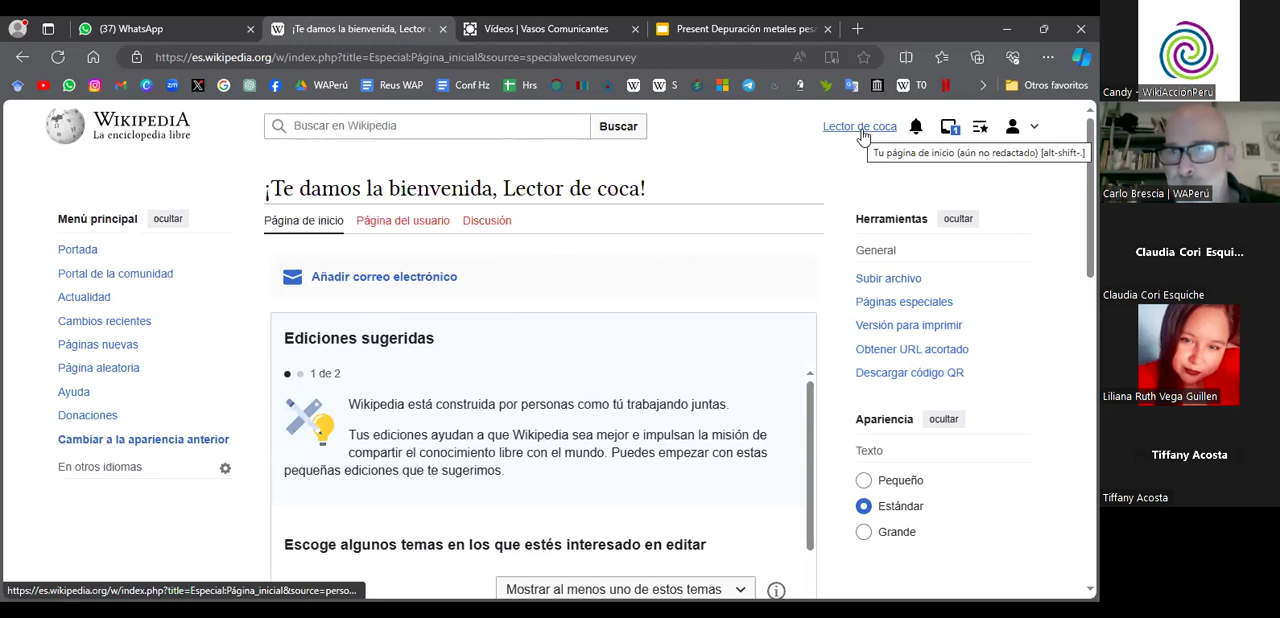 (37) WhatsApp
¡Te damos la bienvenida, Lector
Vídeos | Vasos Comunicantes
Present Depuración metales pes
https://es.wikipedia.org/w/index.php?title=Especial:Página_inicial&source=specialwelcomesurvey
WAPerú
Reus WAP
Conf Hz
Hrs
S
T0
Otros favoritos
WIKIPEDIA
La enciclopedia libre
Buscar en Wikipedia
Buscar
Lector de coca
1
Tu página de inicio (aún no redactado) [alt-shift-.]
¡Te damos la bienvenida, Lector de coca!
Menú principal
ocultar
Página de inicio
Página del usuario
Discusión
Herramientas
ocultar
Portada
Portal de la comunidad
Actualidad
Cambios recientes
Páginas nuevas
Página aleatoria
Ayuda
Donaciones
Cambiar a la apariencia anterior
En otros idiomas
Añadir correo electrónico
Ediciones sugeridas
1 de 2
Wikipedia está construida por personas como tú trabajando juntas.
Tus ediciones ayudan a que Wikipedia sea mejor e impulsan la misión de
compartir el conocimiento libre con el mundo. Puedes empezar con estas
pequeñas ediciones que te sugerimos.
Escoge algunos temas en los que estés interesado en editar
Mostrar al menos uno de estos temas
General
Subir archivo
Páginas especiales
Versión para imprimir
Obtener URL acortado
Descargar código QR
Apariencia
ocultar
Texto
Pequeño
Estándar
Grande
https://es.wikipedia.org/w/index.php?title=Especial:Página_inicial&source=perso...
Candy - WikiAcciónPerú
Carlo Brescia | WAPerú
Claudia Cori Esqui...
Claudia Cori Esquiche
Liliana Ruth Vega Guillen
Tiffany Acosta
Tiffany Acosta